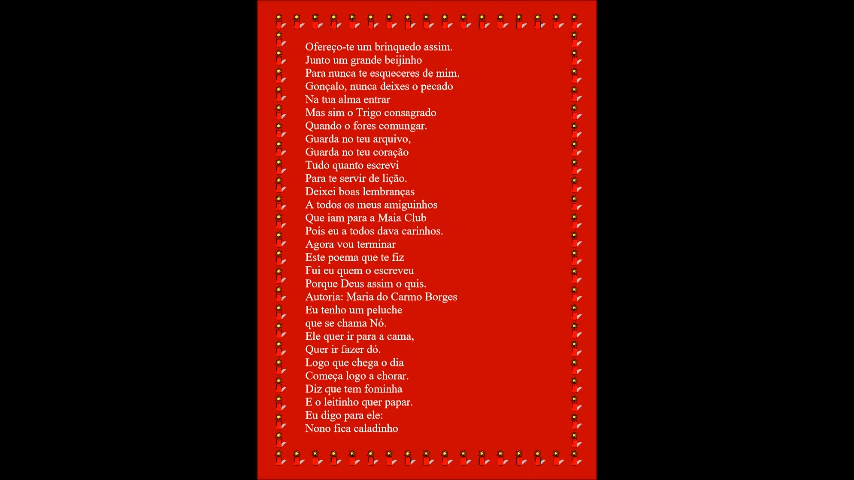 Ofereço-te um brinquedo assim.
Junto um grande beijinho
Para nunca te esqueceres de mim.
Gonçalo, nunca deixes o pecado
Na tua alma entrar
Mas sim o Trigo consagrado
Quando o fores comungar.
Guarda no teu arquivo,
Guarda no teu coração
Tudo quanto escrevi
Para te servir de lição.
Deixei boas lembranças
A todos os meus amiguinhos
Que iam para a Maia Club
Pois eu a todos dava carinhos.
Agora vou terminar
Este poema que te fiz
Fui eu quem o escreveu
Porque Deus assim o quis.
Autoria: Maria do Carmo Borges
Eu tenho um peluche
que se chama Nó.
Ele quer ir para a cama,
Quer ir fazer dó.
Logo que chega o dia
Começa logo a chorar.
Diz que tem fominha
E o leitinho quer papar.
Eu digo para ele:
Nono fica caladinho